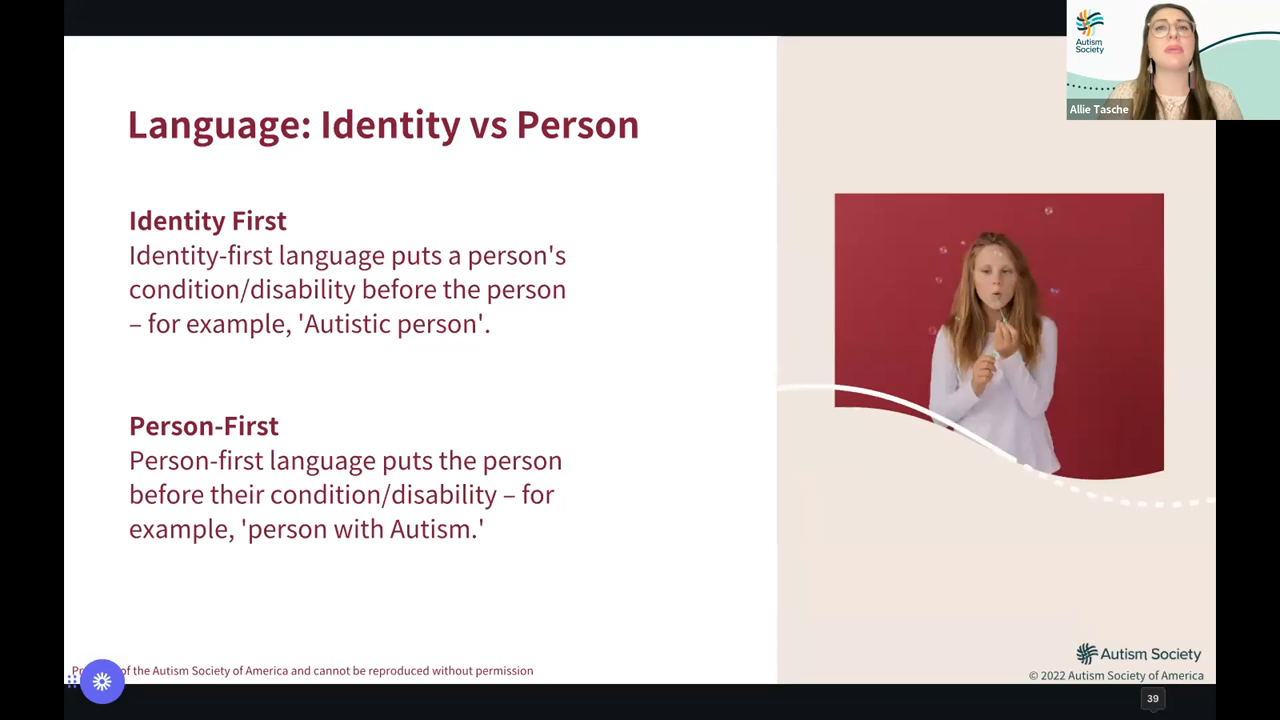 Autism
Society
Allie Tasche
Language: Identity vs Person
Identity First
Identity-first language puts a person's
condition/disability before the person
– for example, 'Autistic person'.
Person-First
Person-first language puts the person
before their condition/disability – for
example, 'person with Autism.'
of the Autism Society of America and cannot be reproduced without permission
Autism Society
© 2022 Autism Society of America
39